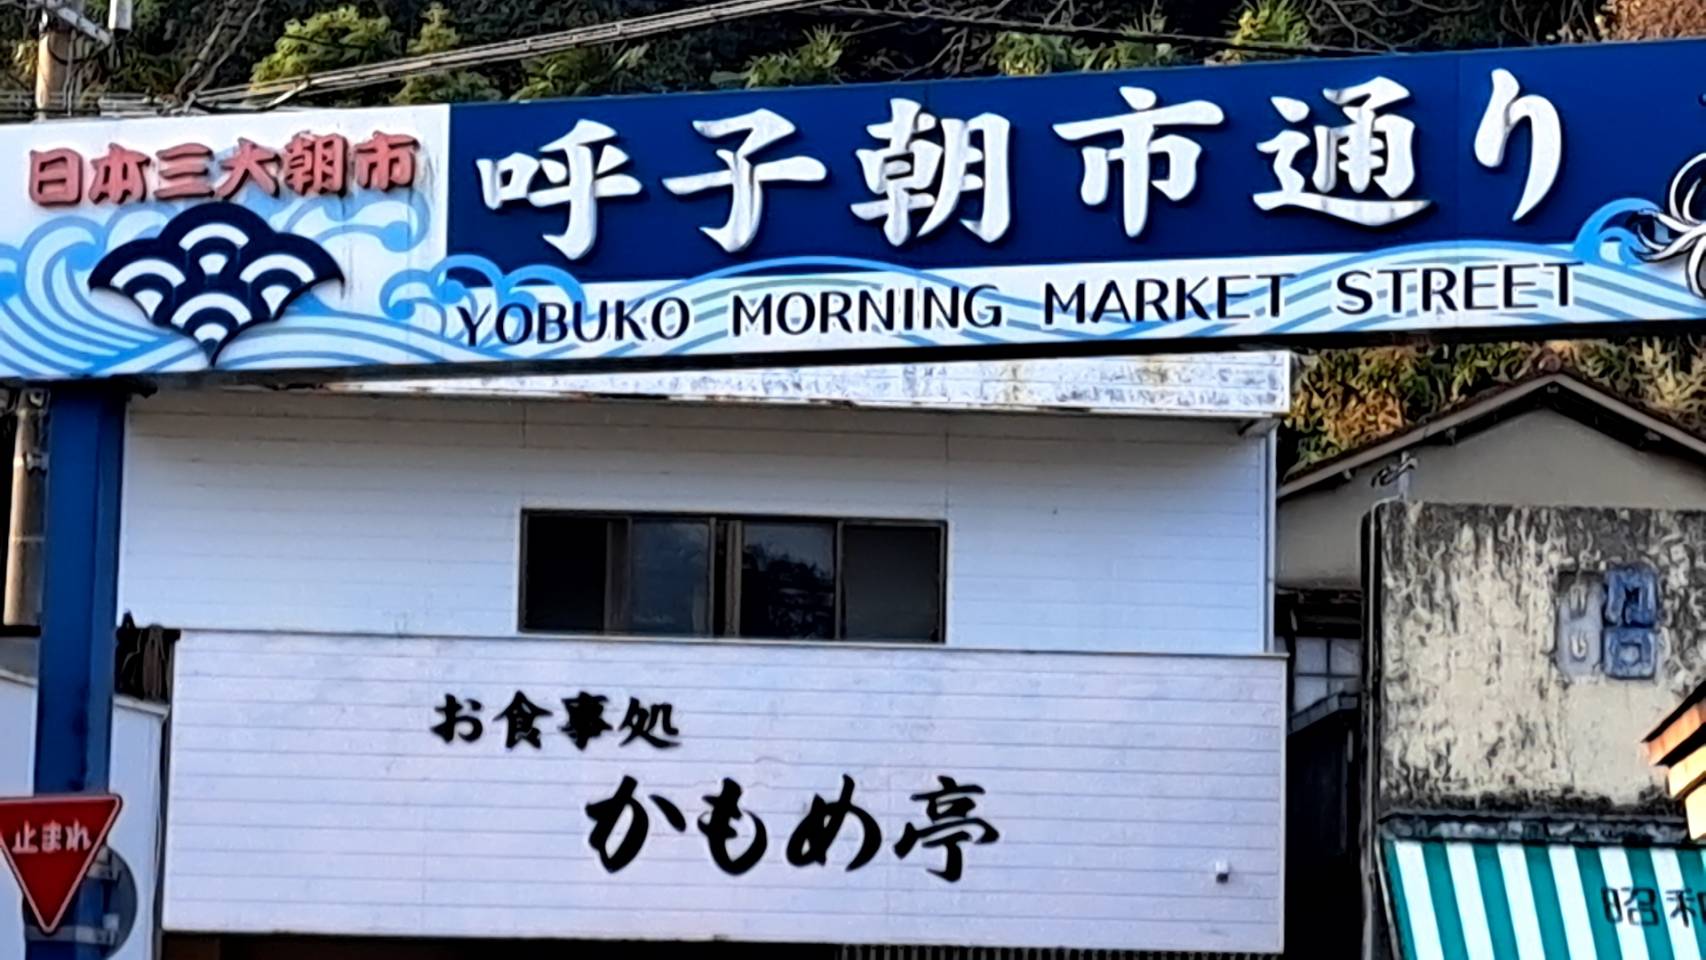 日本三大朝市
呼子朝市通り
YOBUKO MORNING MARKET STREET
お食事処
かもめ亭
止まれ
昭和